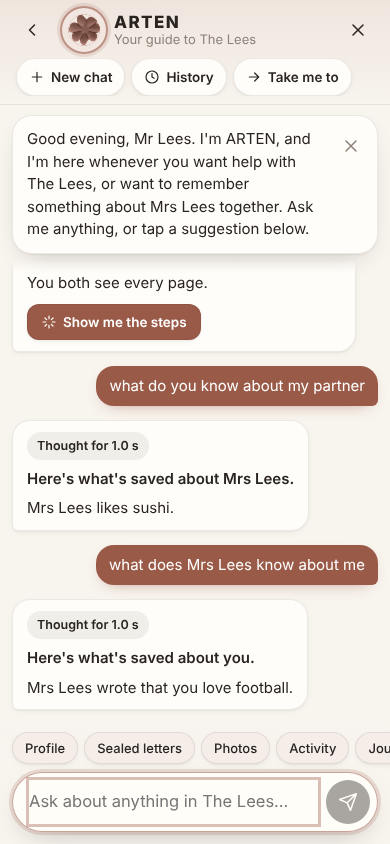 ARTEN
Your guide to The Lees
New chat
History
Take me to
Good evening, Mr Lees. I'm ARTEN, and
I'm here whenever you want help with
The Lees, or want to remember
something about Mrs Lees together. Ask
me anything, or tap a suggestion below.
You both see every page.
Show me the steps
what do you know about my partner
Thought for 1.0 s
Here's what's saved about Mrs Lees.
Mrs Lees likes sushi.
what does Mrs Lees know about me
Thought for 1.0 s
Here's what's saved about you.
Mrs Lees wrote that you love football.
Profile
Sealed letters
Photos
Activity
Jou
Ask about anything in The Lees...